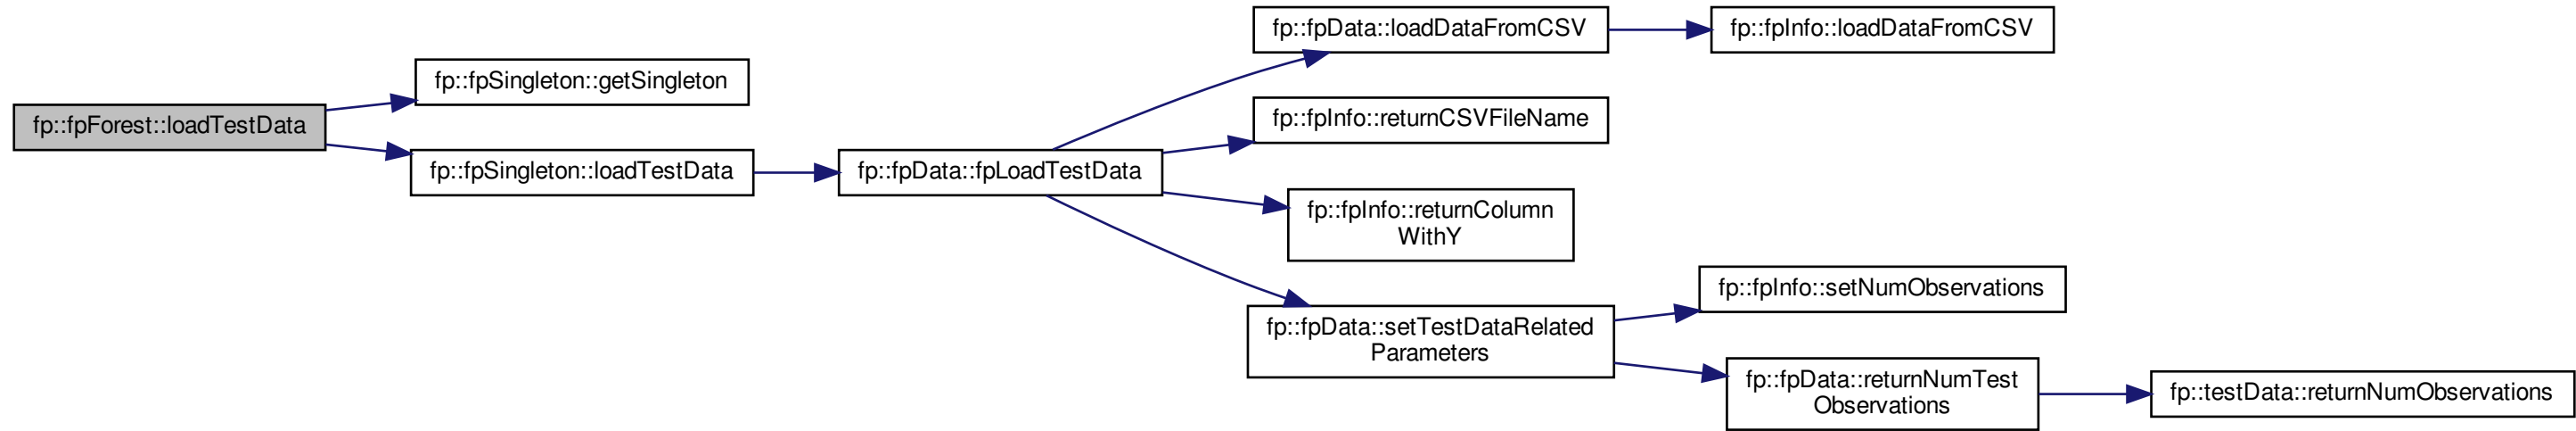 fp::fpForest::loadTestData
fp::fpSingleton::getSingleton
fp::fpSingleton::loadTestData
fp::fpData::fpLoadTestData
fp::fpData::loadDataFromCSV
fp::fpInfo::loadDataFromCSV
fp::fpInfo::returnCSVFileName
fp::fpInfo::returnColumn
WithY
fp::fpData::setTestDataRelated
Parameters
fp::fpInfo::setNumObservations
fp::fpData::returnNumTest
Observations
fp::testData::returnNumObservations